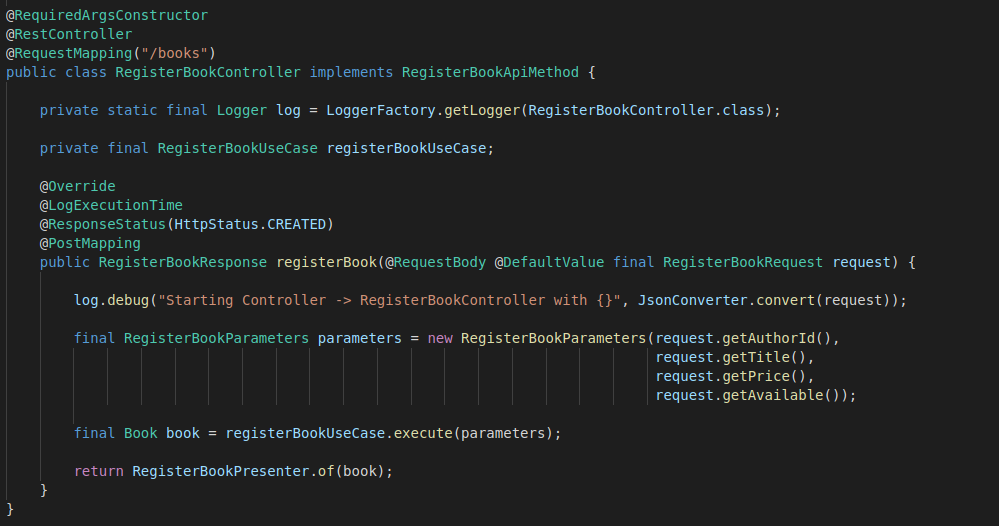 @RequiredArgsConstructor
@RestController
@RequestMapping("/books")
public class RegisterBookController implements RegisterBookApiMethod {
private static final Logger log = LoggerFactory.getLogger(RegisterBookController.class);
private final RegisterBookUseCase registerBookUseCase;
@Override
@LogExecutionTime
@ResponseStatus(HttpStatus.CREATED)
@PostMapping
public RegisterBookResponse registerBook(@RequestBody @DefaultValue final RegisterBookRequest request) {
log.debug("Starting Controller -> RegisterBookController with {}", JsonConverter.convert(request));
final RegisterBookParameters parameters = new RegisterBookParameters(request.getAuthorId(),
request.getTitle(),
request.getPrice(),
request.getAvailable());
final Book book = registerBookUseCase.execute(parameters);
return RegisterBookPresenter.of(book);
}
}